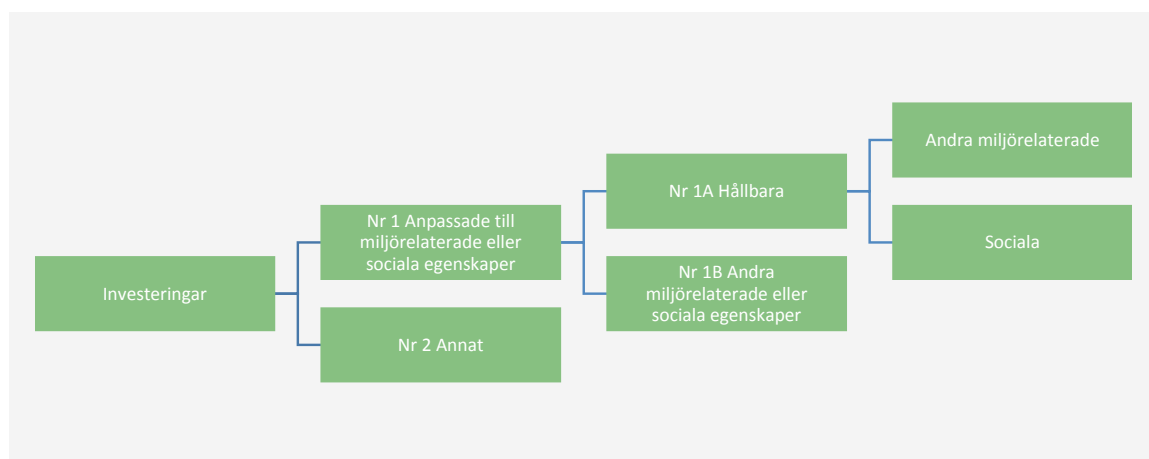 Investeringar
Nr 1 Anpassade till
miljörelaterade eller
sociala egenskaper
Nr 2 Annat
Nr 1A Hållbara
Nr 1B Andra
miljörelaterade eller
sociala egenskaper
Andra miljörelaterade
Sociala